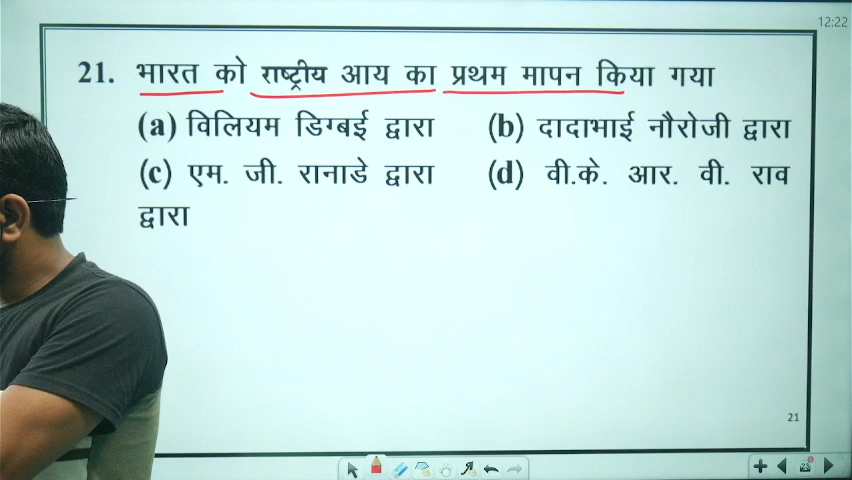 12:22
21. भारत को राष्ट्रीय आय का प्रथम मापन किया गया
(a) विलियम डिग्बई द्वारा (b) दादाभाई नौरोजी द्वारा
(c) एम. जी. रानाडे द्वारा (d) वी.के. आर. वी. राव
द्वारा
21